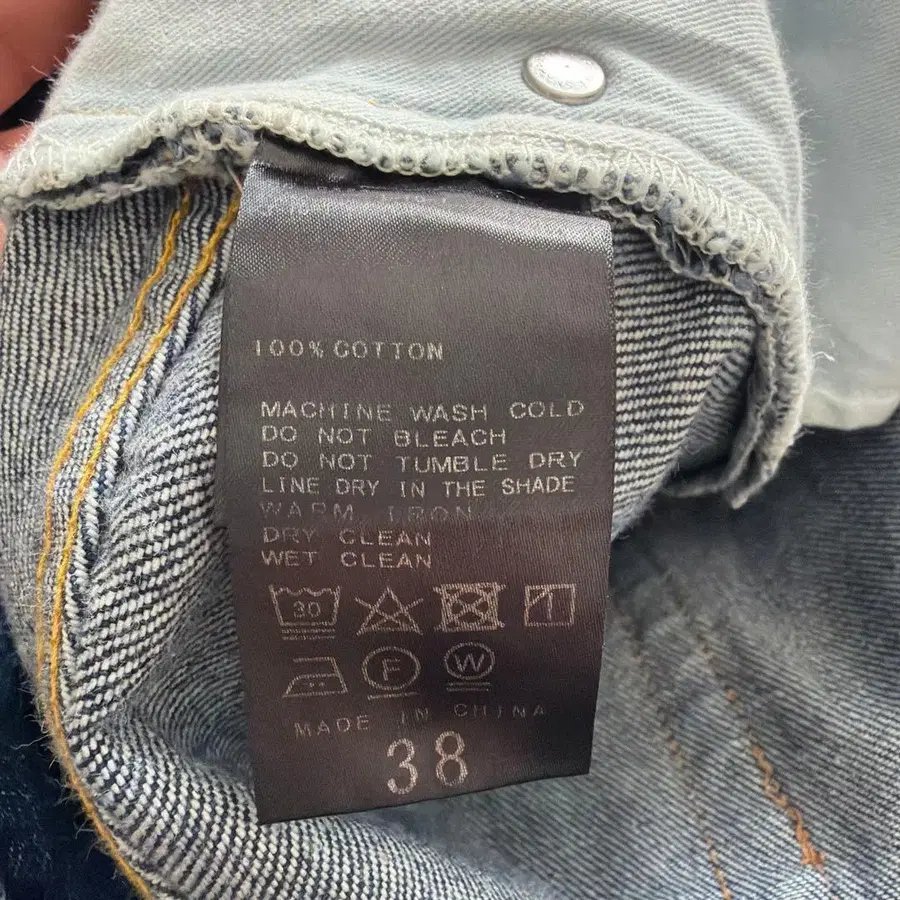 100% COTTON
MACHINE WASH COLD
DO NOT BLEACH
DO NOT TUMBLE DRY
LINE DRY IN THE SHADE
WARM IRON
DRY CLEAN
WET CLEAN
30
F W
MADE IN CHINA
38